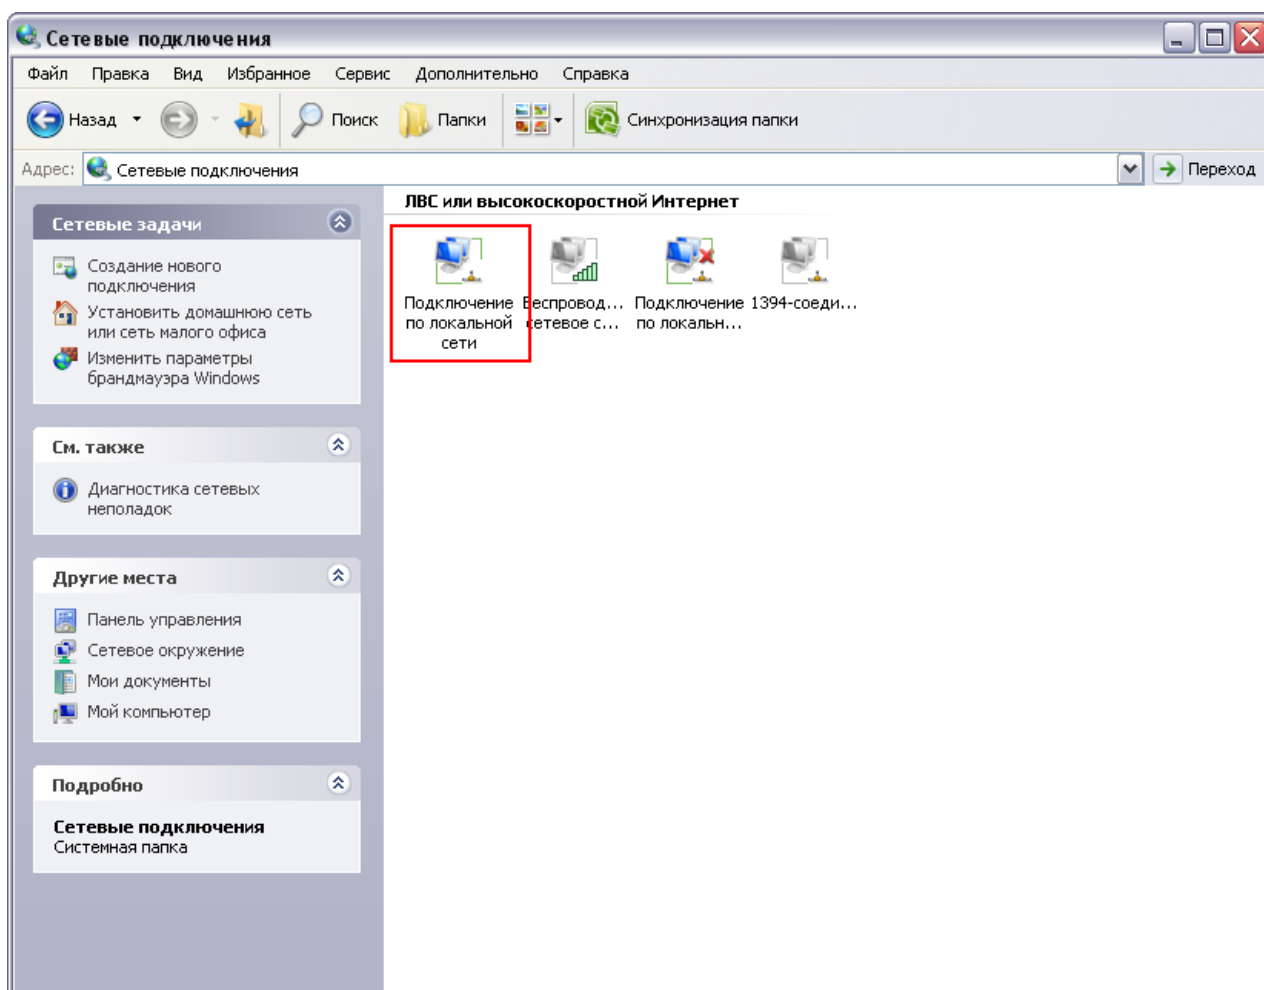 Сетевые подключения
Файл Правка Вид Избранное Сервис Дополнительно Справка
Назад Поиск Папки Синхронизация папки
Адрес: Сетевые подключения Переход
Сетевые задачи
Создание нового
подключения
Установить домашнюю сеть
или сеть малого офиса
Изменить параметры
брандмауэра Windows
См. также
Диагностика сетевых
неполадок
Другие места
Панель управления
Сетевое окружение
Мои документы
Мой компьютер
Подробно
Сетевые подключения
Системная папка
ЛВС или высокоскоростной Интернет
Подключение
по локальной
сети
Беспровод...
сетевое с...
Подключение
по локальн...
1394-соеди...